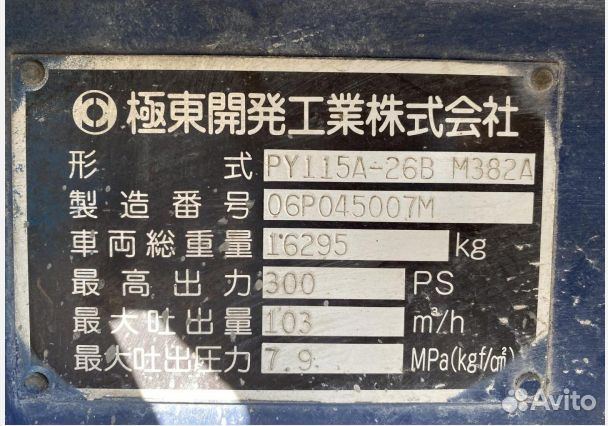 極東開発工業株式会社
形式 PY115A-26B M382A
製造番号 06P045007M
車両総重量 16295 kg
最高出力 300 PS
最大吐出量 103 m³/h
最大吐出圧力 7.9 MPa(kgf/c㎡)
Avito